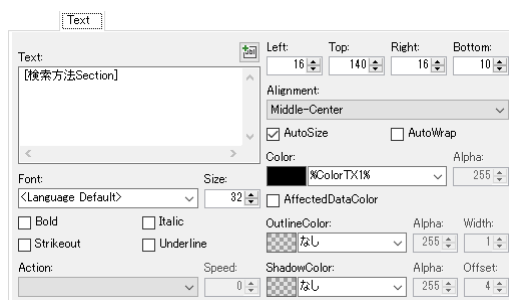 Text
Text:
[検索方法Section]
Left: Top: Right: Bottom:
16 140 16 10
Alignment:
Middle-Center
AutoSize AutoWrap
Color: Alpha:
%ColorTX1% 255
AffectedDataColor
Font: Size:
<Language Default> 32
Bold Italic
Strikeout Underline
Action: Speed:
0
OutlineColor: Alpha: Width:
なし 255 1
ShadowColor: Alpha: Offset:
なし 255 4